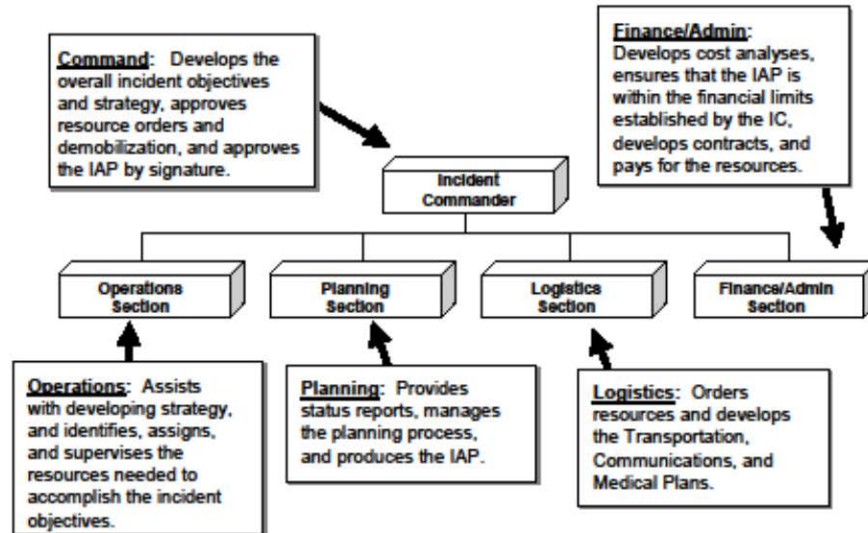 Command: Develops the
overall incident objectives
and strategy, approves
resource orders and
demobilization, and approves
the IAP by signature.
Finance/Admin:
Develops cost analyses,
ensures that the IAP is
within the financial limits
established by the IC,
develops contracts, and
pays for the resources.
Incident
Commander
Operations
Section
Planning
Section
Logistics
Section
Finance/Admin
Section
Operations: Assists
with developing strategy,
and identifies, assigns,
and supervises the
resources needed to
accomplish the incident
objectives.
Planning: Provides
status reports, manages
the planning process,
and produces the IAP.
Logistics: Orders
resources and develops
the Transportation,
Communications, and
Medical Plans.